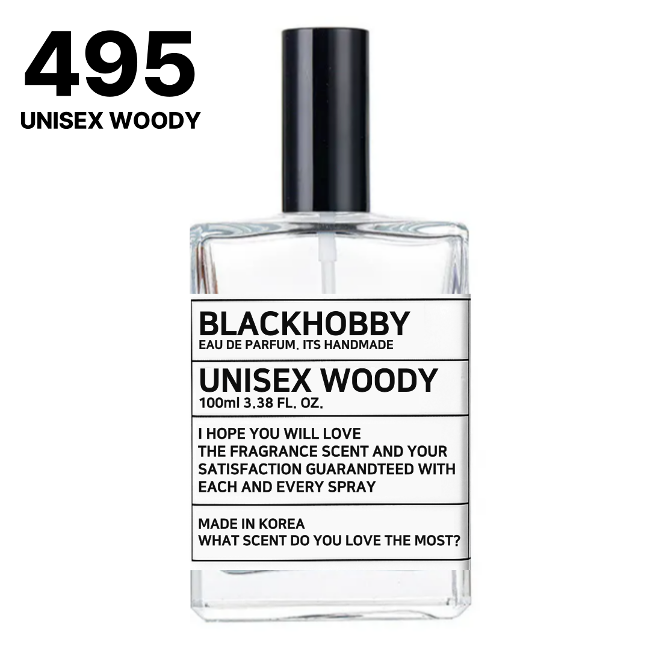 495
UNISEX WOODY
BLACKHOBBY
EAU DE PARFUM, ITS HANDMADE
UNISEX WOODY
100ml 3.38 FL. OZ.
I HOPE YOU WILL LOVE
THE FRAGRANCE SCENT AND YOUR
SATISFACTION GUARANDTEED WITH
EACH AND EVERY SPRAY
MADE IN KOREA
WHAT SCENT DO YOU LOVE THE MOST?